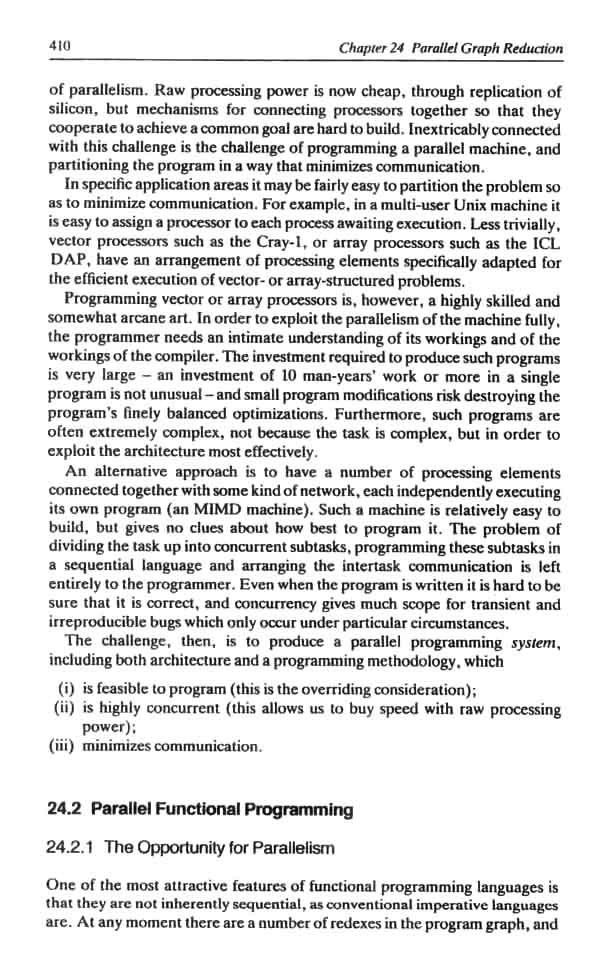 410
Chapter 24 Parallel Graph Reduction
of parallelism. Raw processing power is now cheap, through replication of
silicon, but mechanisms for connecting processors together so that they
cooperate to achieve a common goal are hard to build. Inextricably connected
with this challenge is the challenge of programming a parallel machine, and
partitioning the program in a way that minimizes communication.
In specific application areas it may be fairly easy to partition the problem so
as to minimize communication. For example, in a multi-user Unix machine it
is easy to assign a processor to each process awaiting execution. Less trivially,
vector processors such as the Cray-1, or array processors such as the ICL
DAP, have an arrangement of processing elements specifically adapted for
the efficient execution of vector- or array-structured problems.
Programming vector or array processors is, however, a highly skilled and
somewhat arcane art. In order to exploit the parallelism of the machine fully,
the programmer needs an intimate understanding of its workings and of the
workings of the compiler. The investment required to produce such programs
is very large – an investment of 10 man-years' work or more in a single
program is not unusual – and small program modifications risk destroying the
program's finely balanced optimizations. Furthermore, such programs are
often extremely complex, not because the task is complex, but in order to
exploit the architecture most effectively.
An alternative approach is to have a number of processing elements
connected together with some kind of network, each independently executing
its own program (an MIMD machine). Such a machine is relatively easy to
build, but gives no clues about how best to program it. The problem of
dividing the task up into concurrent subtasks, programming these subtasks in
a sequential language and arranging the intertask communication is left
entirely to the programmer. Even when the program is written it is hard to be
sure that it is correct, and concurrency gives much scope for transient and
irreproducible bugs which only occur under particular circumstances.
The challenge, then, is to produce a parallel programming system,
including both architecture and a programming methodology, which
(i) is feasible to program (this is the overriding consideration);
(ii) is highly concurrent (this allows us to buy speed with raw processing
power);
(iii) minimizes communication.
24.2 Parallel Functional Programming
24.2.1 The Opportunity for Parallelism
One of the most attractive features of functional programming languages is
that they are not inherently sequential, as conventional imperative languages
are. At any moment there are a number of redexes in the program graph, and